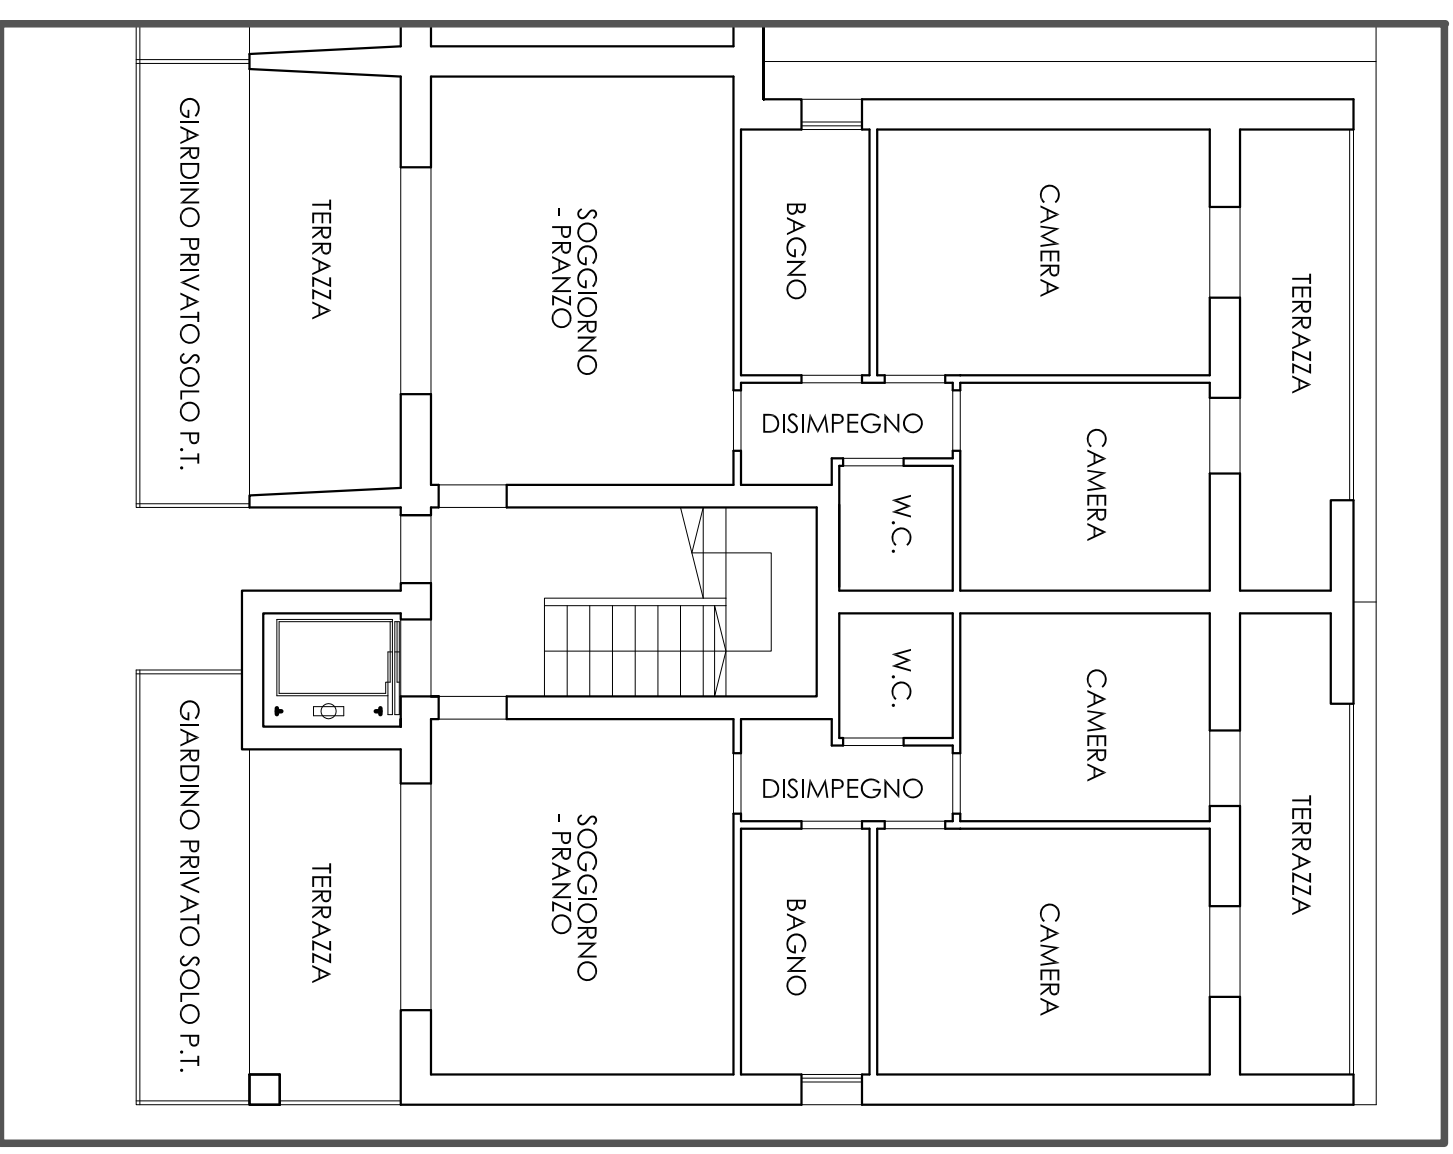 GIARDINO PRIVATO SOLO P.T.
TERRAZZA
SOGGIORNO
- PRANZO
BAGNO
CAMERA
TERRAZZA
DISIMPEGNO
CAMERA
W.C.
W.C.
CAMERA
DISIMPEGNO
GIARDINO PRIVATO SOLO P.T.
TERRAZZA
SOGGIORNO
- PRANZO
BAGNO
CAMERA
TERRAZZA